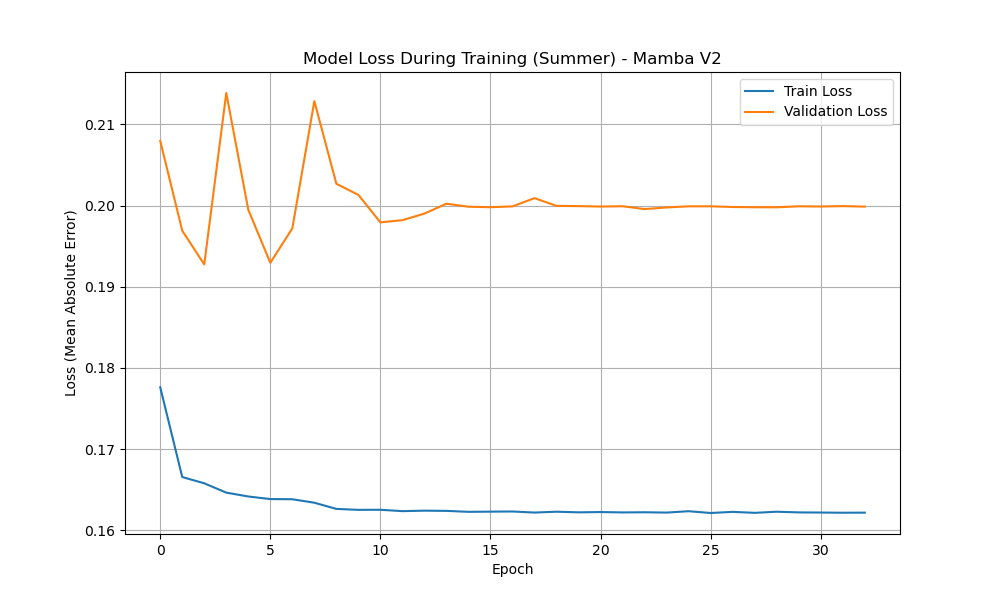 Model Loss During Training (Summer) - Mamba V2
Train Loss
Validation Loss
Loss (Mean Absolute Error)
0.21
0.20
0.19
0.18
0.17
0.16
0
5
10
15
20
25
30
Epoch